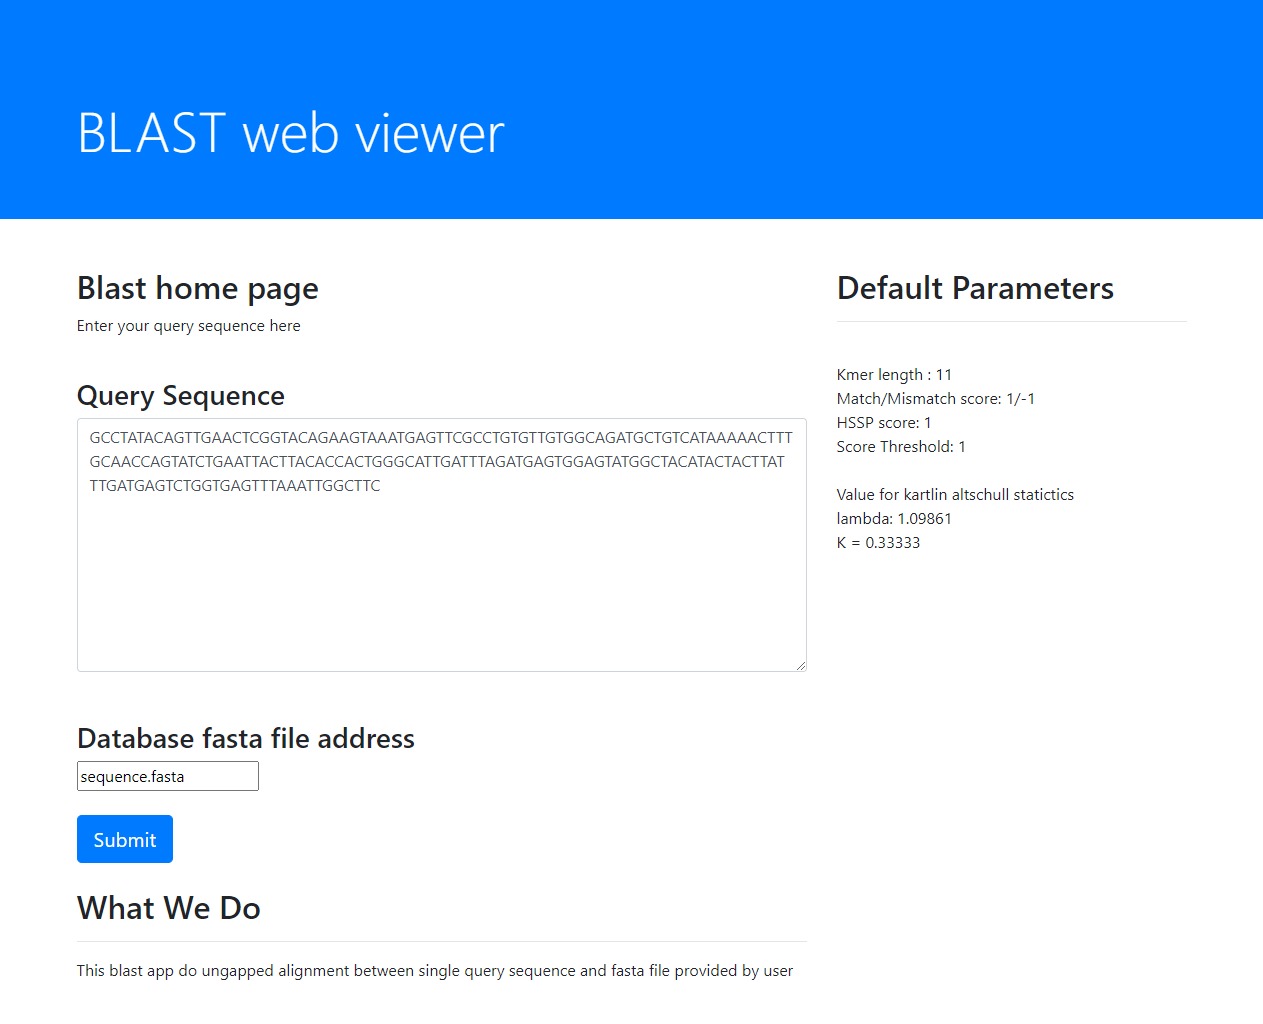 BLAST web viewer
Blast home page
Enter your query sequence here
Query Sequence
GCCTATACAGTTGAACTCGGTACAGAAGTAAATGAGTTCGCCTGTGTTGTGGCAGATGCTGTCATAAAAACTTT
GCAACCAGTATCTGAATTACTTACACCACTGGGCATTGATTTAGATGAGTGGAGTATGGCTACATACTACTTAT
TTGATGAGTCTGGTGAGTTTAAATTGGCTTC
Database fasta file address
sequence.fasta
Submit
What We Do
This blast app do ungapped alignment between single query sequence and fasta file provided by user
Default Parameters
Kmer length : 11
Match/Mismatch score: 1/-1
HSSP score: 1
Score Threshold: 1
Value for kartlin altschull statictics
lambda: 1.09861
K = 0.33333